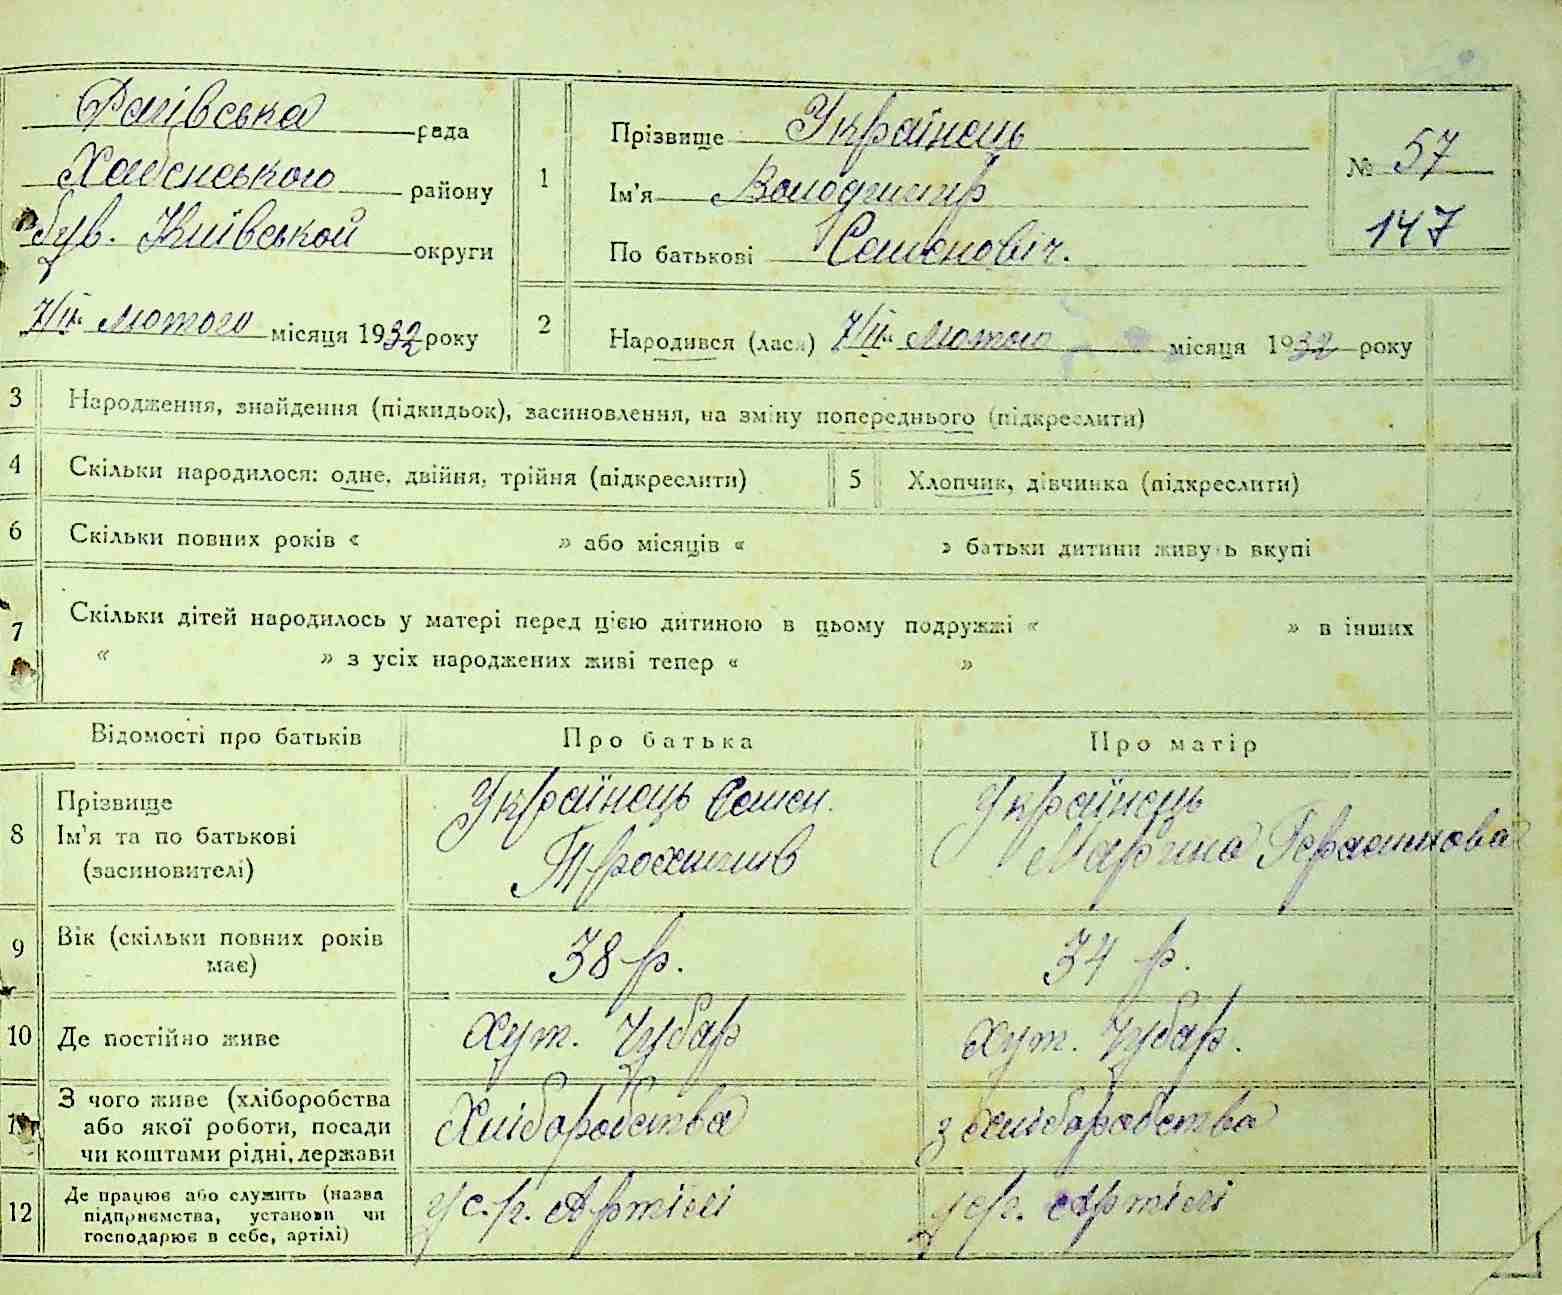 Рагівська рада
Хабенського району
був. Київської округи
7/ІІ. лютого місяця 1932 року
1
Прізвище Українець
Ім'я Володимир
По батькові Семенович.
№ 57
147
2
Народився (лася) 7/ІІ. лютого місяця 1932 року
3 Народження, знайдення (підкидьок), засиновлення, на зміну попереднього (підкреслити)
4 Скільки народилося: одне, двійня, трійня (підкреслити) 5 Хлопчик, дівчинка (підкреслити)
6 Скільки повних років « » або місяців « » батьки дитини живуть вкупі
7 Скільки дітей народилось у матері перед цією дитиною в цьому подружжі « » в інших
« » з усіх народжених живі тепер « »
Відомості про батьків Про батька Про матір
8
Прізвище
Ім'я та по батькові
(засиновителі)
Українець Семен.
Трохимів
Українець
Марина Герасимова
9
Вік (скільки повних років
має)
38 р.
34 р.
10 Де постійно живе хут. Чубар хут. Чубар.
З чого живе (хліборобства
або якої роботи, посади
чи коштами рідні, держави
Хліборобства
з хліборобства
12
Де працює або служить (назва
підприємства, установи чи
господарює в себе, артілі)
у с.г. Артілі
у с/г. артілі